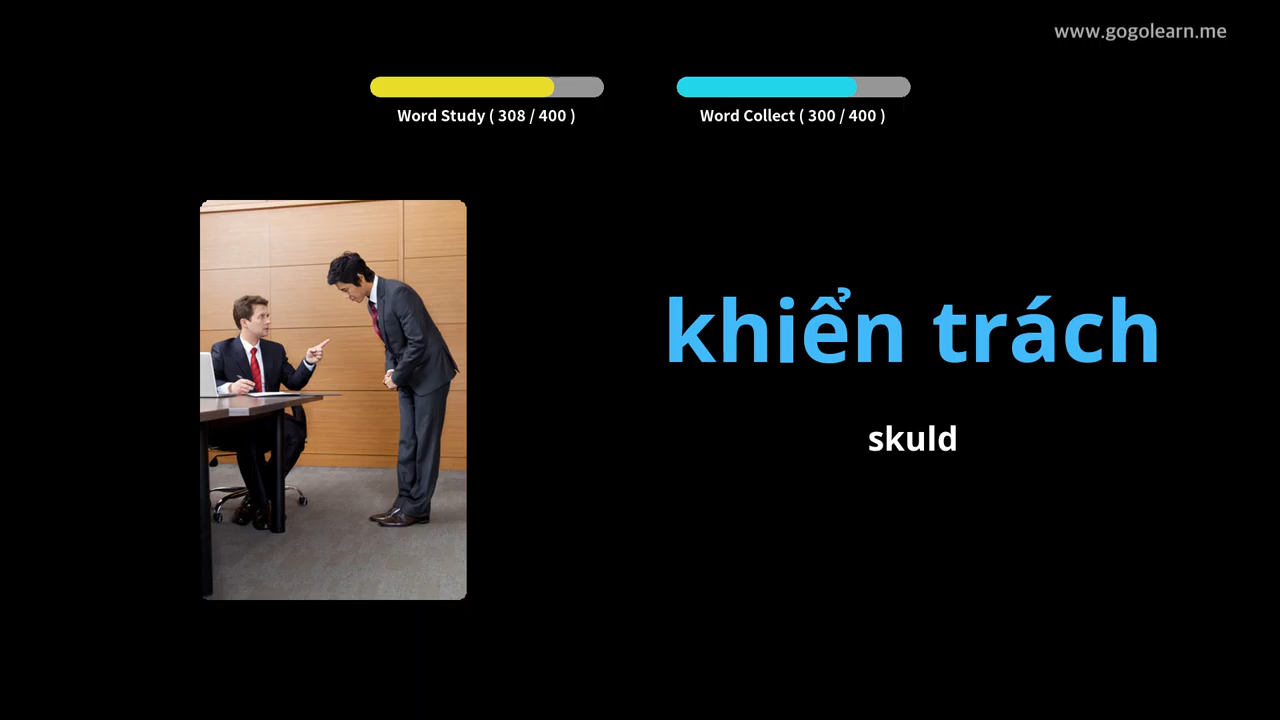 www.gogolearn.me
Word Study ( 308 / 400 )
Word Collect ( 300 / 400 )
khiển trách
skuld